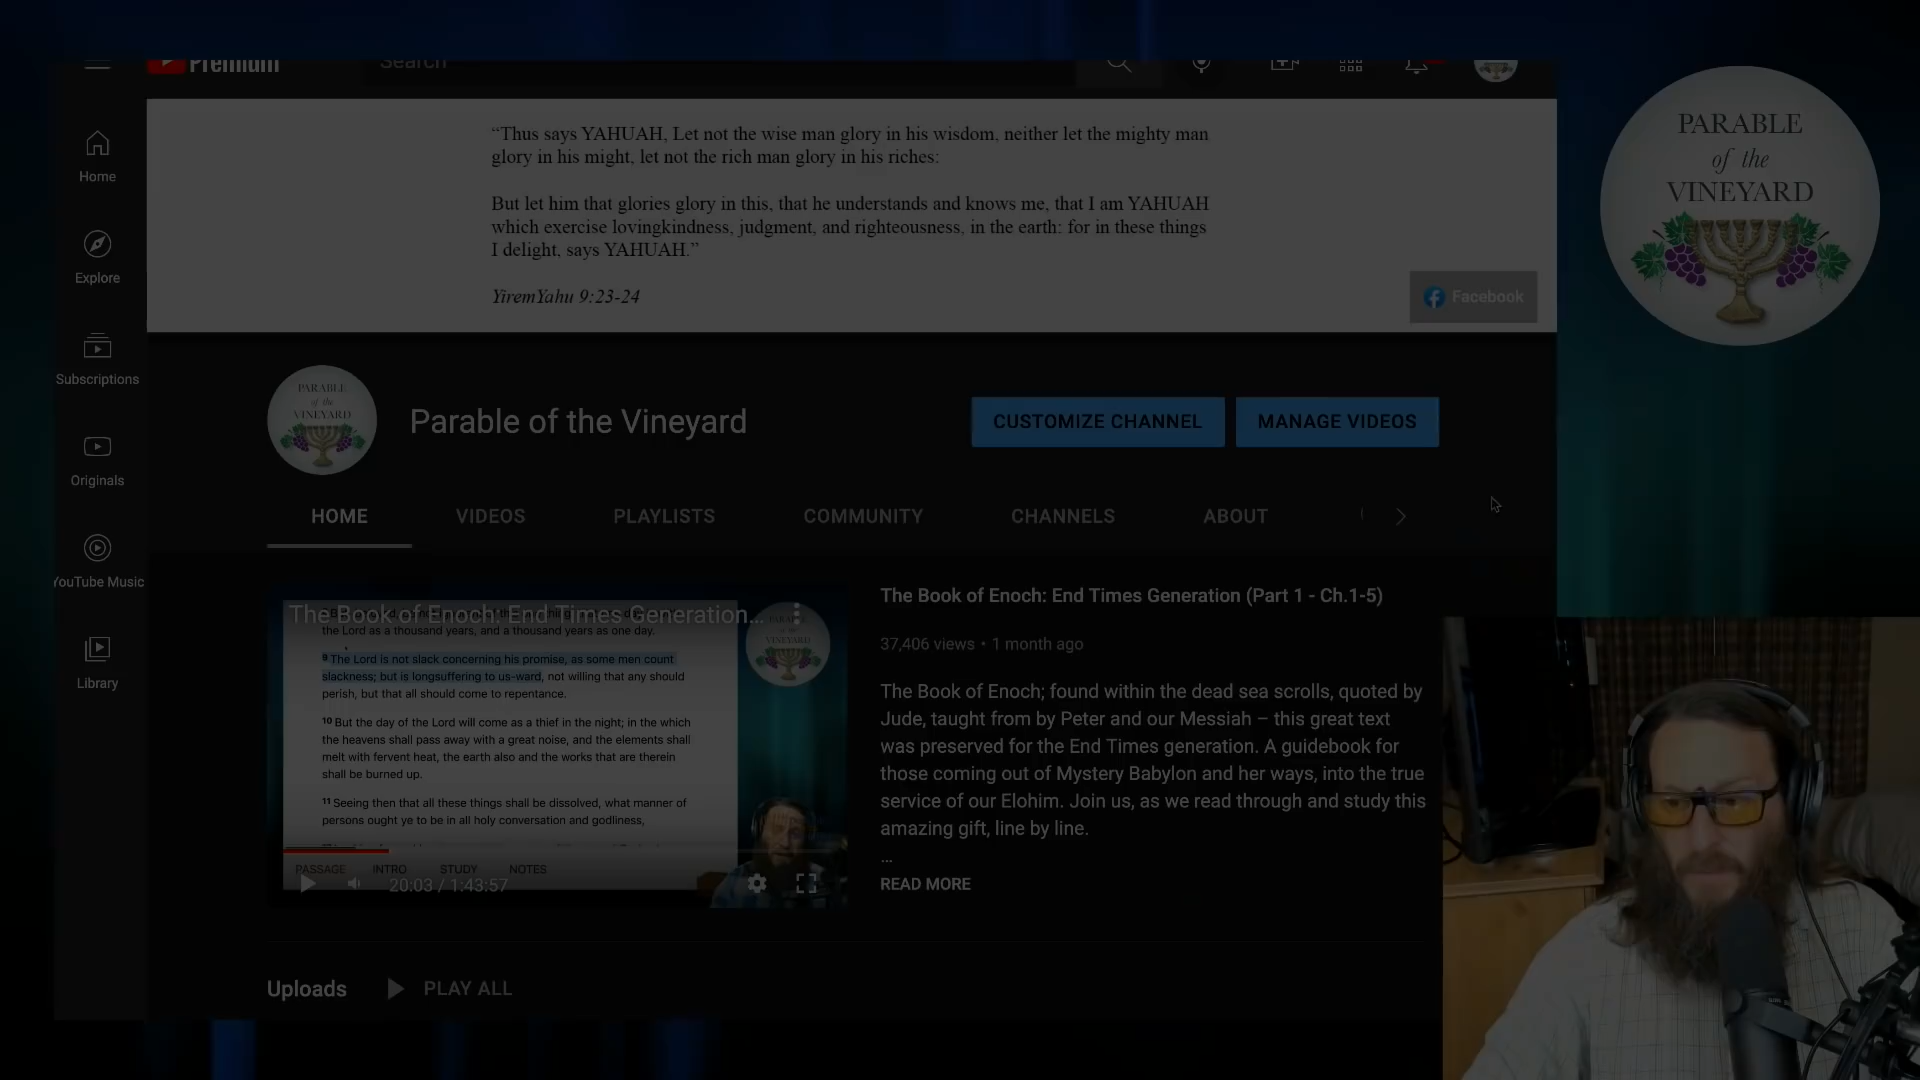 Premium
Search
“Thus says YAHUAH, Let not the wise man glory in his wisdom, neither let the mighty man
glory in his might, let not the rich man glory in his riches:
But let him that glories glory in this, that he understands and knows me, that I am YAHUAH
which exercise lovingkindness, judgment, and righteousness, in the earth: for in these things
I delight, says YAHUAH.”
YiremYahu 9:23-24
Facebook
PARABLE
of the
VINEYARD
Home
Explore
Subscriptions
Originals
YouTube Music
Library
PARABLE
of the
VINEYARD
Parable of the Vineyard
CUSTOMIZE CHANNEL
MANAGE VIDEOS
HOME
VIDEOS
PLAYLISTS
COMMUNITY
CHANNELS
ABOUT
The Book of Enoch: End Times Generation...
the Lord as a thousand years, and a thousand years as one day.
9 The Lord is not slack concerning his promise, as some men count
slackness; but is longsuffering to us-ward, not willing that any should
perish, but that all should come to repentance.
10 But the day of the Lord will come as a thief in the night; in the which
the heavens shall pass away with a great noise, and the elements shall
melt with fervent heat, the earth also and the works that are therein
shall be burned up.
11 Seeing then that all these things shall be dissolved, what manner of
persons ought ye to be in all holy conversation and godliness,
PASSAGE
INTRO
STUDY
NOTES
20:03 / 1:43:57
VINEYARD
The Book of Enoch: End Times Generation (Part 1 - Ch.1-5)
37,406 views • 1 month ago
The Book of Enoch; found within the dead sea scrolls, quoted by
Jude, taught from by Peter and our Messiah – this great text
was preserved for the End Times generation. A guidebook for
those coming out of Mystery Babylon and her ways, into the true
service of our Elohim. Join us, as we read through and study this
amazing gift, line by line.
...
READ MORE
Uploads
PLAY ALL